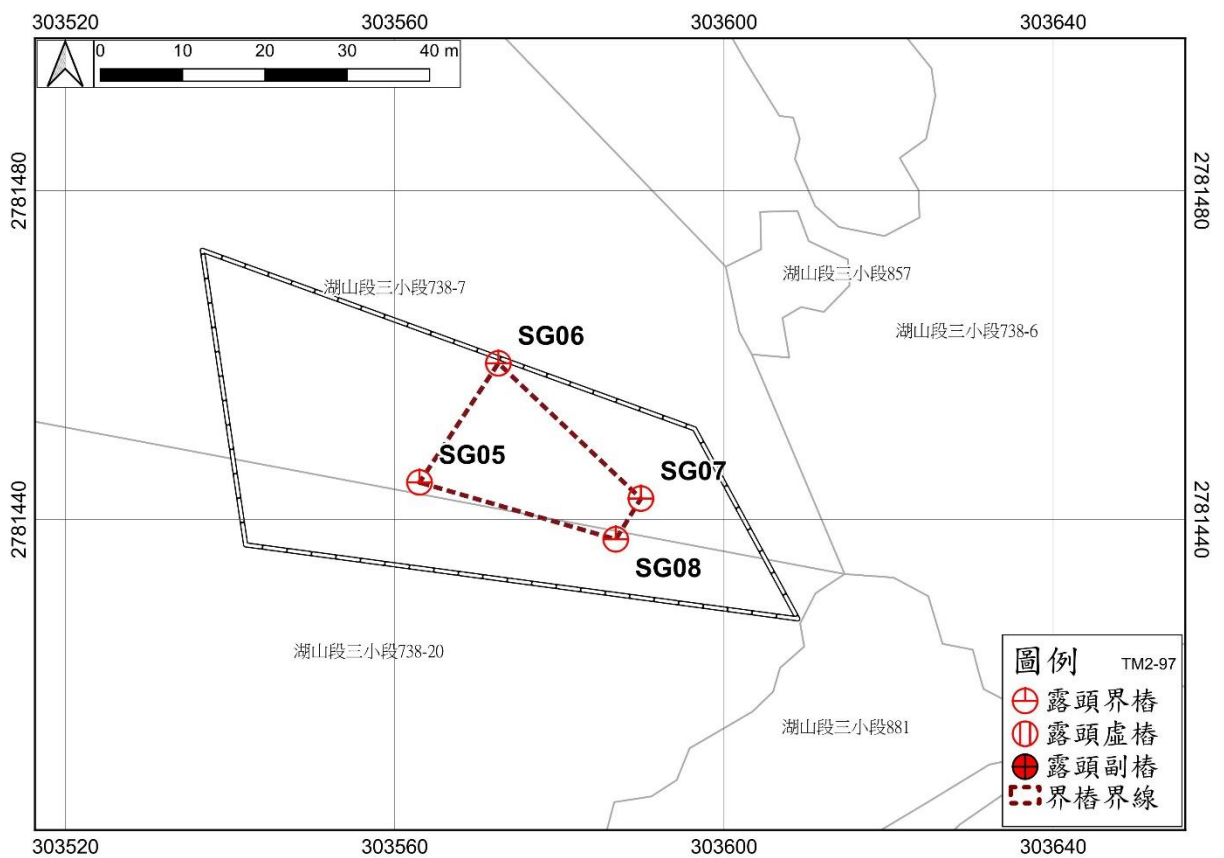 303520
303560
303600
303640
0
10
20
30
40 m
2781480
2781480
湖山段三小段857
湖山段三小段738-7
湖山段三小段738-6
SG06
SG05
SG07
2781440
2781440
SG08
湖山段三小段738-20
圖例
TM2-97
露頭界樁
露頭虛樁
露頭副樁
界樁界線
湖山段三小段881
303520
303560
303600
303640